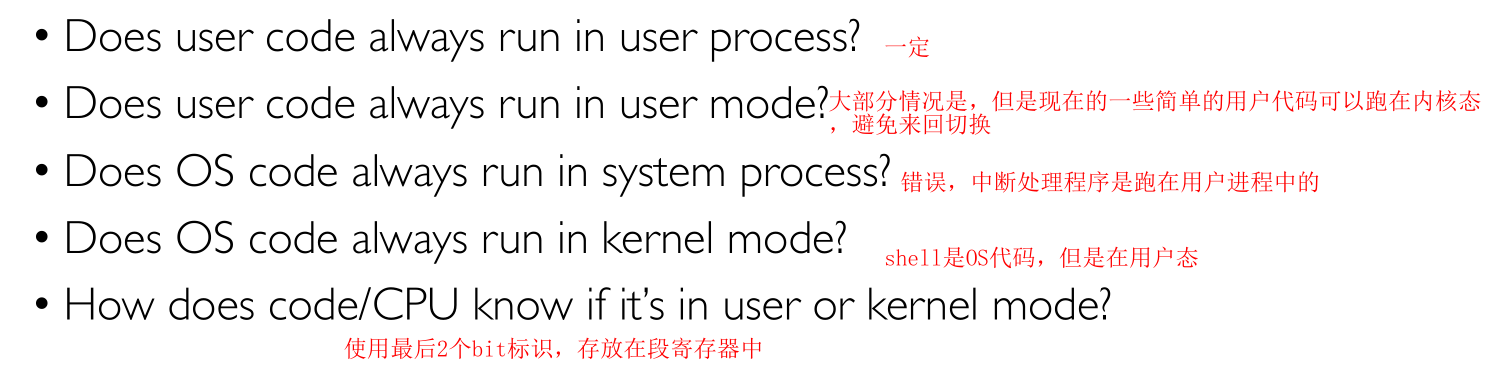 • Does user code always run in user process? 一定
• Does user code always run in user mode? 大部分情况是，但是现在的一些简单的用户代码可以跑在内核态
，避免来回切换
• Does OS code always run in system process? 错误，中断处理程序是跑在用户进程中的
• Does OS code always run in kernel mode? shell是OS代码，但是在用户态
• How does code/CPU know if it's in user or kernel mode?
使用最后2个bit标识，存放在段寄存器中